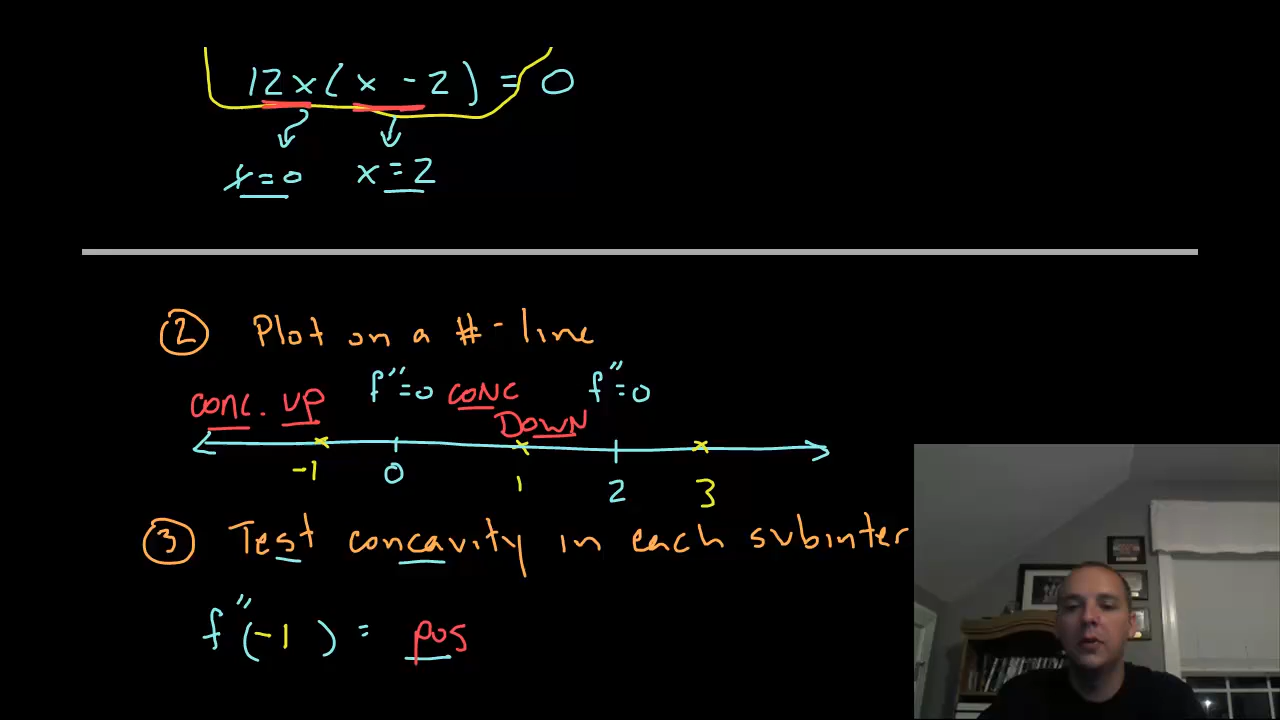 12x(x - 2) = 0
x = 0 x = 2
2 Plot on a #-line
conc. up f''=0 conc down f''=0
-1 0 1 2 3
3 Test concavity in each subinter
f''(-1) = pos